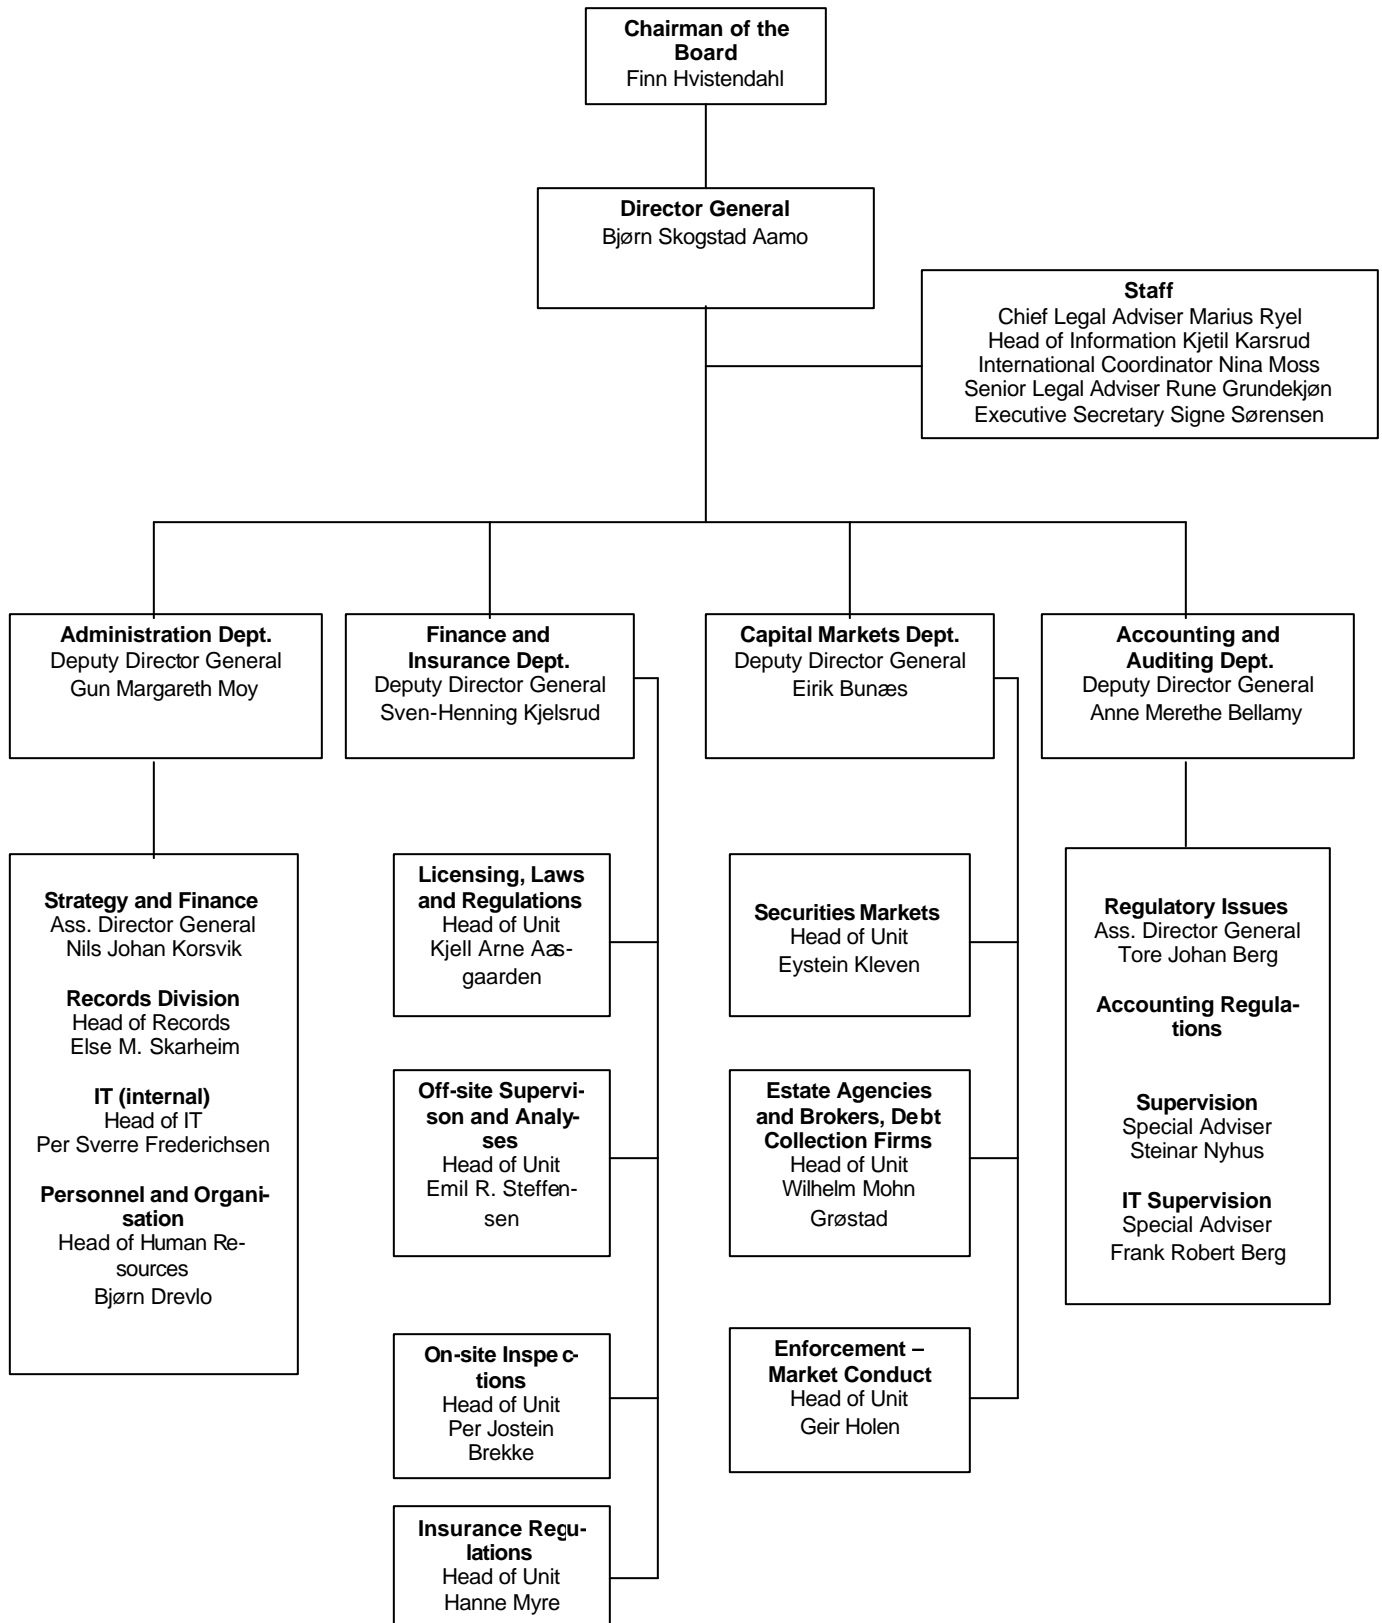 Chairman of the
Board
Finn Hvistendahl
Director General
Bjørn Skogstad Aamo
Staff
Chief Legal Adviser Marius Ryel
Head of Information Kjetil Karsrud
International Coordinator Nina Moss
Senior Legal Adviser Rune Grundekjøn
Executive Secretary Signe Sørensen
Administration Dept.
Deputy Director General
Gun Margareth Moy
Finance and
Insurance Dept.
Deputy Director General
Sven-Henning Kjelsrud
Capital Markets Dept.
Deputy Director General
Eirik Bunæs
Accounting and
Auditing Dept.
Deputy Director General
Anne Merethe Bellamy
Strategy and Finance
Ass. Director General
Nils Johan Korsvik
Records Division
Head of Records
Else M. Skarheim
IT (internal)
Head of IT
Per Sverre Frederichsen
Personnel and Organi-
sation
Head of Human Re-
sources
Bjørn Drevlo
Licensing, Laws
and Regulations
Head of Unit
Kjell Arne Aas-
gaarden
Off-site Supervi-
son and Analy-
ses
Head of Unit
Emil R. Steffen-
sen
On-site Inspec-
tions
Head of Unit
Per Jostein
Brekke
Insurance Regu-
lations
Head of Unit
Hanne Myre
Securities Markets
Head of Unit
Eystein Kleven
Estate Agencies
and Brokers, Debt
Collection Firms
Head of Unit
Wilhelm Mohn
Grøstad
Enforcement –
Market Conduct
Head of Unit
Geir Holen
Regulatory Issues
Ass. Director General
Tore Johan Berg
Accounting Regula-
tions
Supervision
Special Adviser
Steinar Nyhus
IT Supervision
Special Adviser
Frank Robert Berg